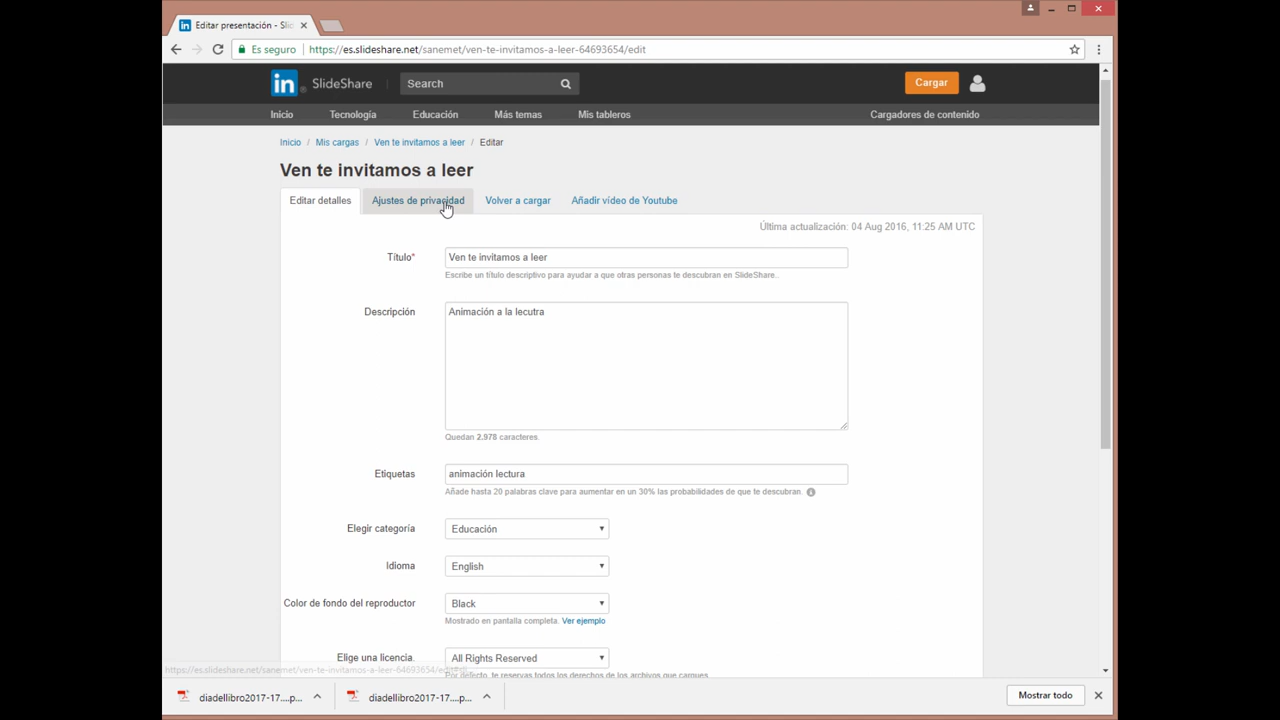 Editar presentación - Sli
Es seguro https://es.slideshare.net/sanemet/ven-te-invitamos-a-leer-64693654/edit
in SlideShare Search Cargar
Inicio Tecnología Educación Más temas Mis tableros Cargadores de contenido
Inicio / Mis cargas / Ven te invitamos a leer / Editar
Ven te invitamos a leer
Editar detalles Ajustes de privacidad Volver a cargar Añadir vídeo de Youtube
Última actualización: 04 Aug 2016, 11:25 AM UTC
Título* Ven te invitamos a leer
Escribe un título descriptivo para ayudar a que otras personas te descubran en SlideShare..
Descripción Animación a la lecutra
Quedan 2.978 caracteres.
Etiquetas animación lectura
Añade hasta 20 palabras clave para aumentar en un 30% las probabilidades de que te descubran.
Elegir categoría Educación
Idioma English
Color de fondo del reproductor Black
Mostrado en pantalla completa. Ver ejemplo
Elige una licencia. All Rights Reserved
Por defecto, te reservas todos los derechos de los archivos que cargues
https://es.slideshare.net/sanemet/ven-te-invitamos-a-leer-64693654/edit
diadellibro2017-17....p... diadellibro2017-17....p... Mostrar todo